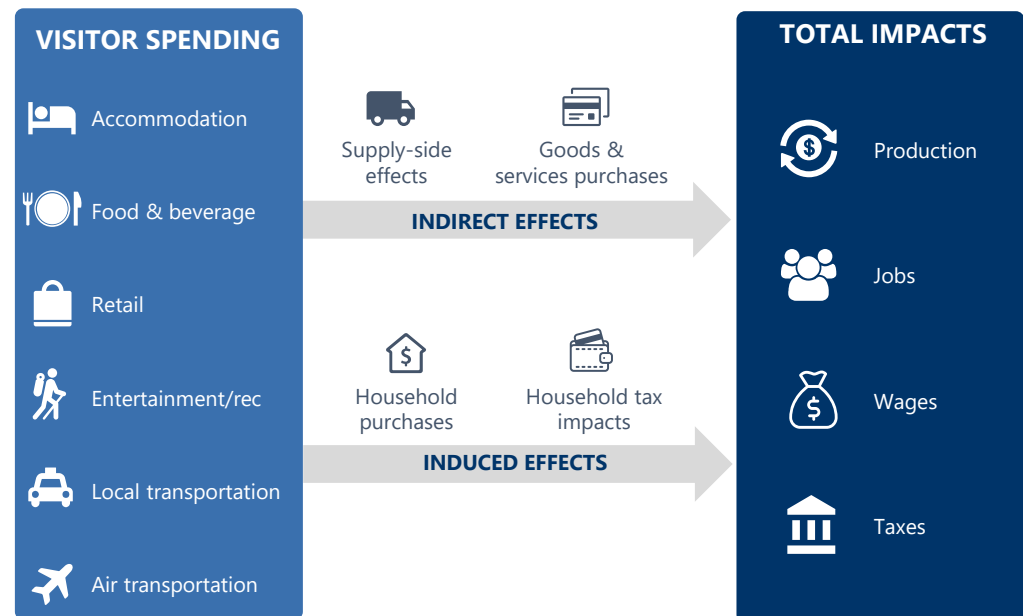 VISITOR SPENDING
Accommodation
Food & beverage
Retail
Entertainment/rec
Local transportation
Air transportation
Supply-side
effects
Goods &
services purchases
INDIRECT EFFECTS
Household
purchases
Household tax
impacts
INDUCED EFFECTS
TOTAL IMPACTS
Production
Jobs
Wages
Taxes